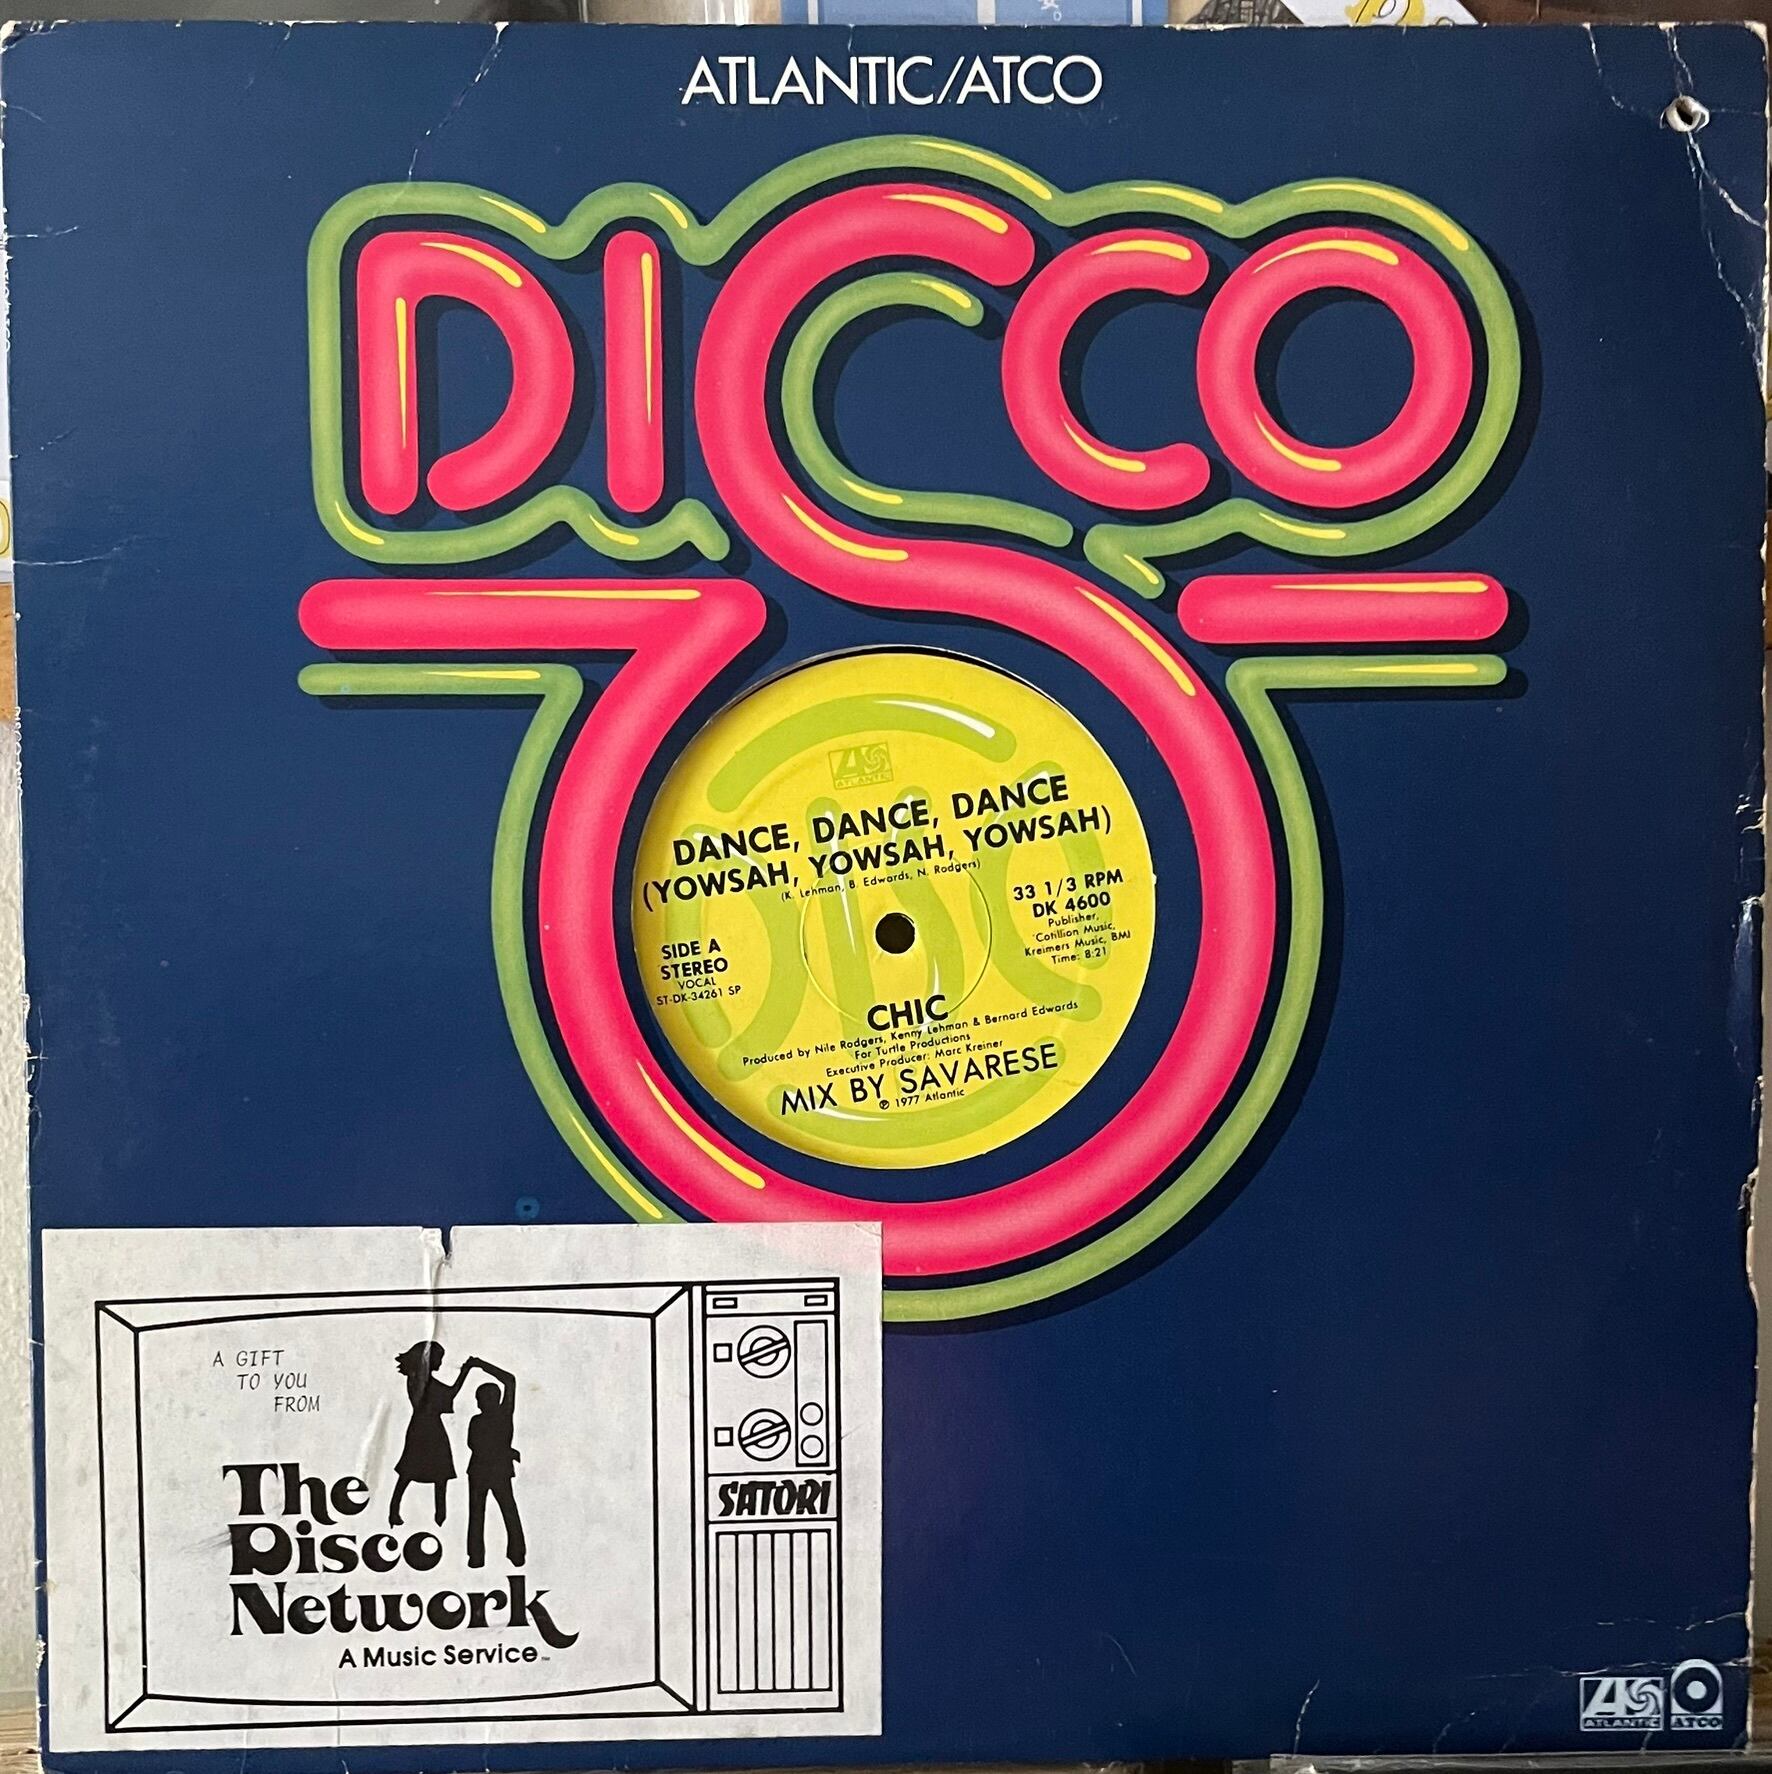 ATLANTIC/ATCO
DISCO
ATLANTIC
DANCE, DANCE, DANCE
(YOWSAH, YOWSAH, YOWSAH)
(K. Lehman, B. Edwards, N. Rodgers)
33 1/3 RPM
DK 4600
Publisher,
Cotillion Music,
Kreimers Music, BMI
Time: 8:21
SIDE A
STEREO
VOCAL
ST-DK-34261 SP
CHIC
Produced by Nile Rodgers, Kenny Lehman & Bernard Edwards
For Turtle Productions
Executive Producer: Marc Kreiner
MIX BY SAVARESE
℗ 1977 Atlantic
A GIFT
TO YOU
FROM
The
Disco
Network
A Music Service
SATORI
ATLANTIC
ATCO